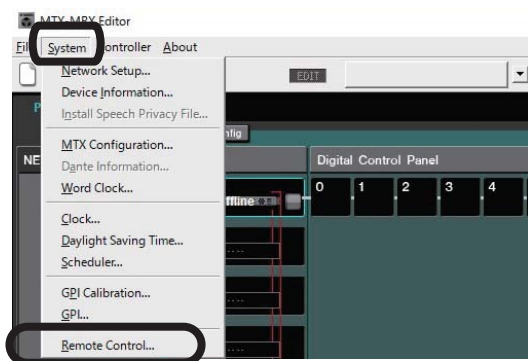 MTX-MRX Editor
System Controller About
Network Setup...
EDIT
Device Information...
Install Speech Privacy File...
MTX Configuration...
Digital Control Panel
Dante Information...
Word Clock...
0 1 2 3 4
Clock...
Daylight Saving Time...
Scheduler...
GPI Calibration...
GPI...
Remote Control...